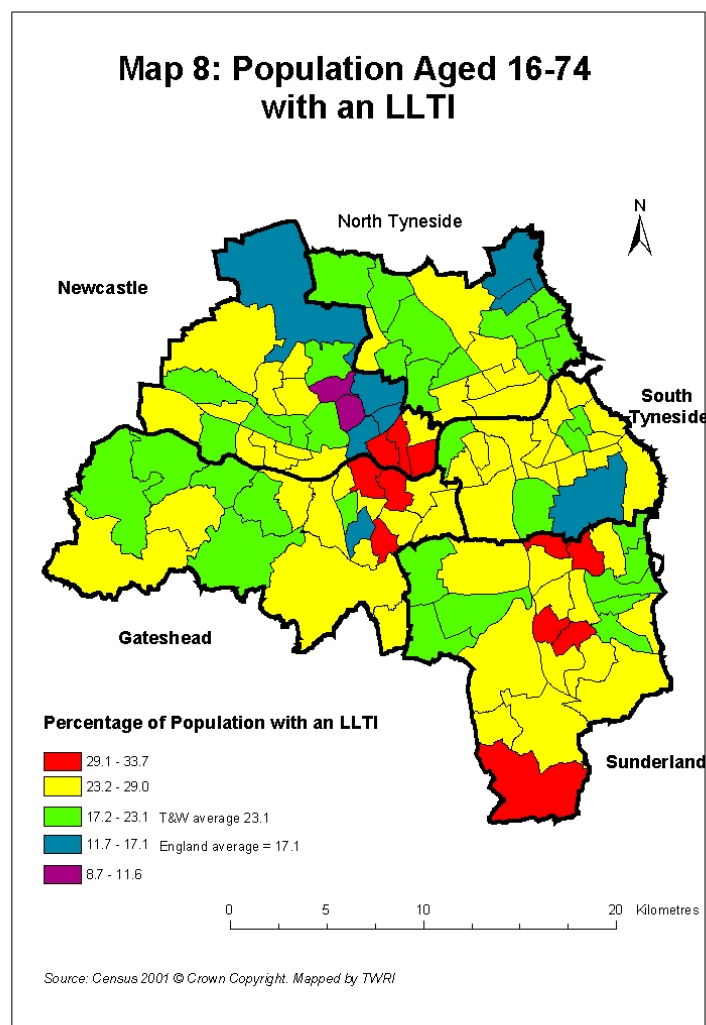 Map 8: Population Aged 16-74
with an LLTI
North Tyneside
N
Newcastle
South
Tyneside
Gateshead
Sunderland
Percentage of Population with an LLTI
29.1 - 33.7
23.2 - 29.0
17.2 - 23.1 T&W average 23.1
11.7 - 17.1 England average = 17.1
8.7 - 11.6
0 5 10 20 Kilometres
Source: Census 2001 © Crown Copyright. Mapped by TWRI